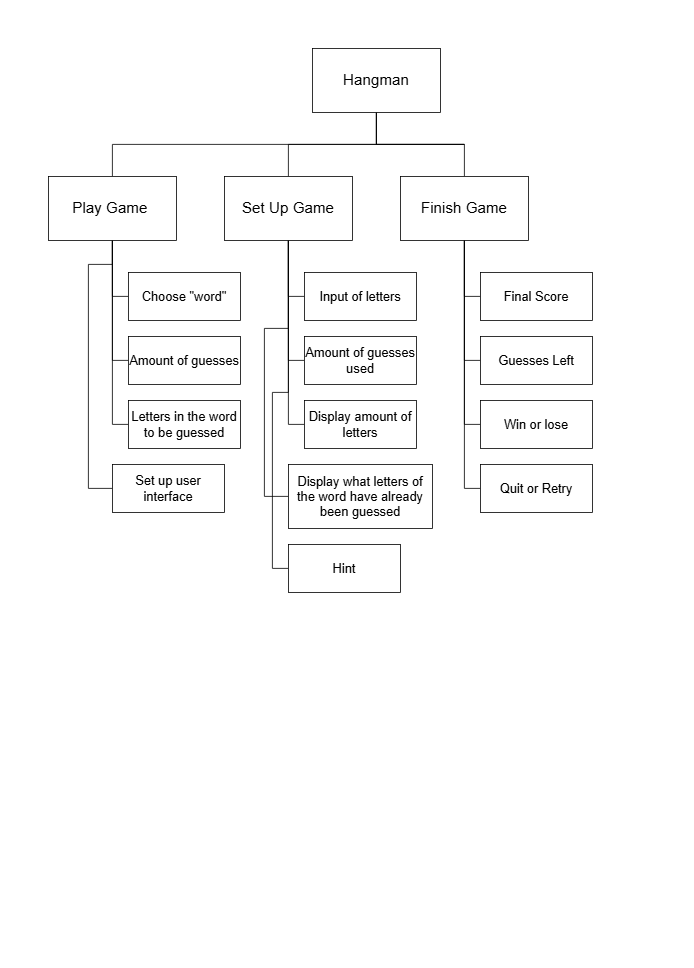 Hangman
Play Game
Set Up Game
Finish Game
Choose "word"
Amount of guesses
Letters in the word
to be guessed
Set up user
interface
Input of letters
Amount of guesses
used
Display amount of
letters
Display what letters of
the word have already
been guessed
Hint
Final Score
Guesses Left
Win or lose
Quit or Retry